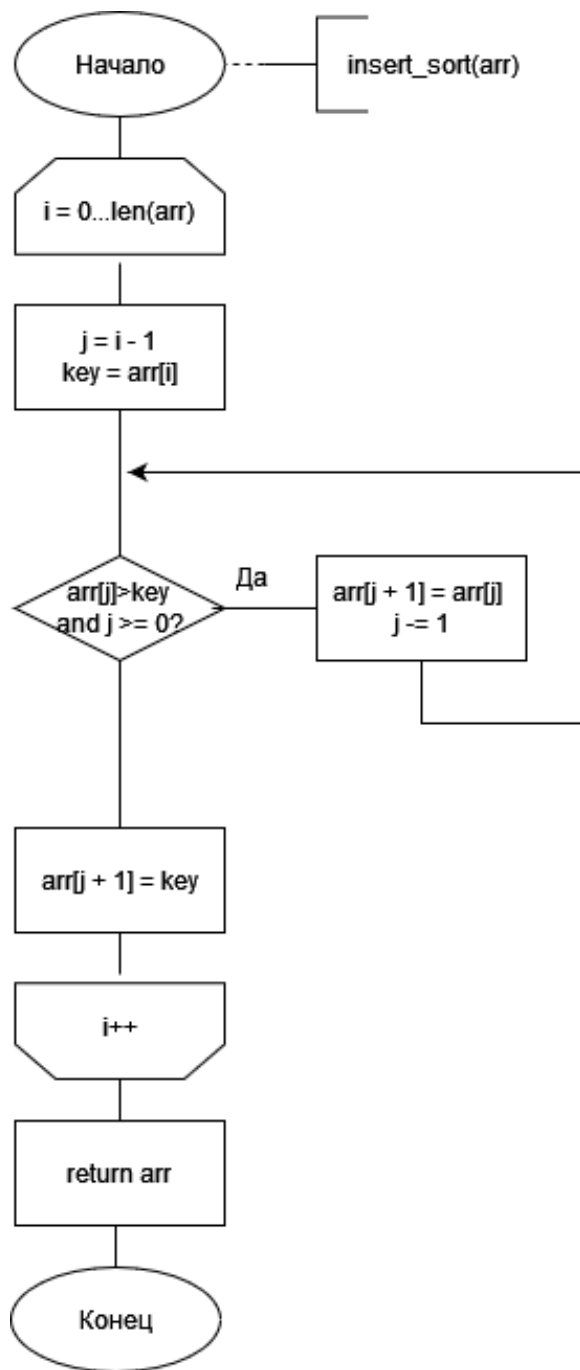 Начало
insert_sort(arr)
i = 0...len(arr)
j = i - 1
key = arr[i]
arr[j]>key
and j >= 0?
Да
arr[j + 1] = arr[j]
j -= 1
arr[j + 1] = key
i++
return arr
Конец